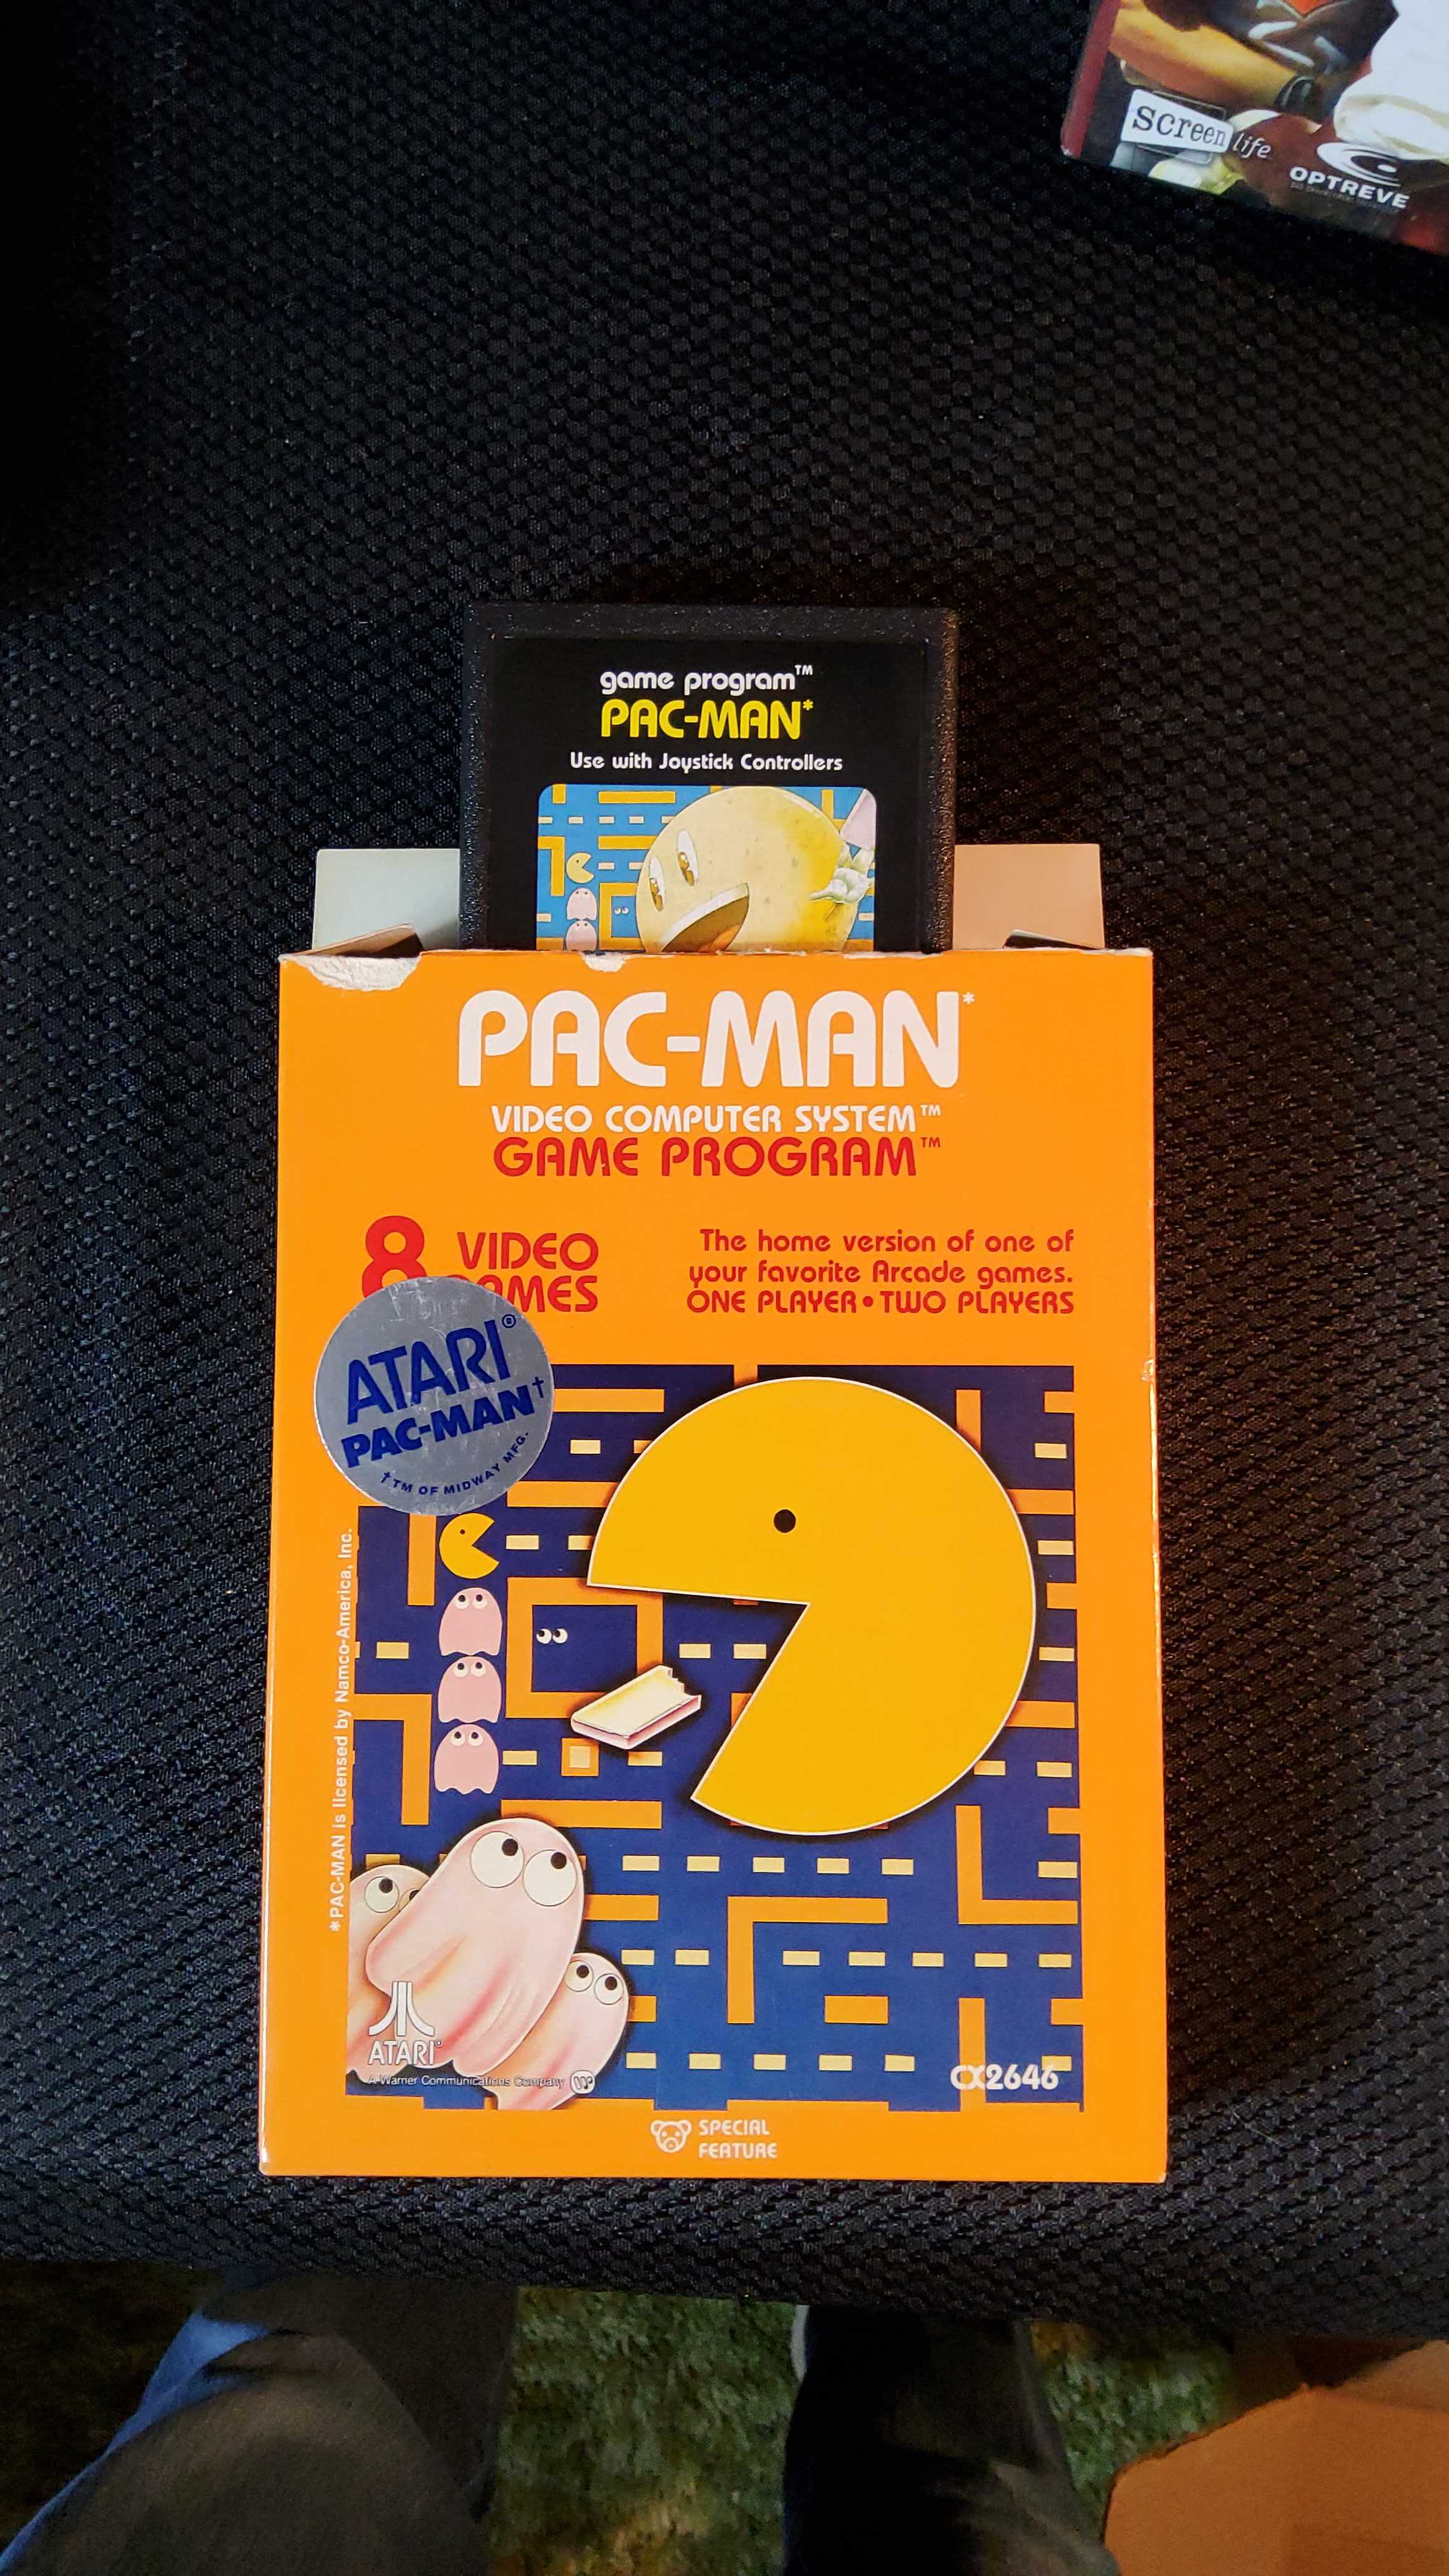 Screen life
OPTREVE
game program™
PAC-MAN*
Use with Joystick Controllers
PAC-MAN*
VIDEO COMPUTER SYSTEM™
GAME PROGRAM™
8 VIDEO
AMES
The home version of one of
your favorite Arcade games.
ONE PLAYER • TWO PLAYERS
ATARI®
PAC-MAN†
†TM OF MIDWAY MFG.
*PAC-MAN is licensed by Namco-America, Inc.
ATARI®
A Warner Communications Company
CX2646
SPECIAL
FEATURE